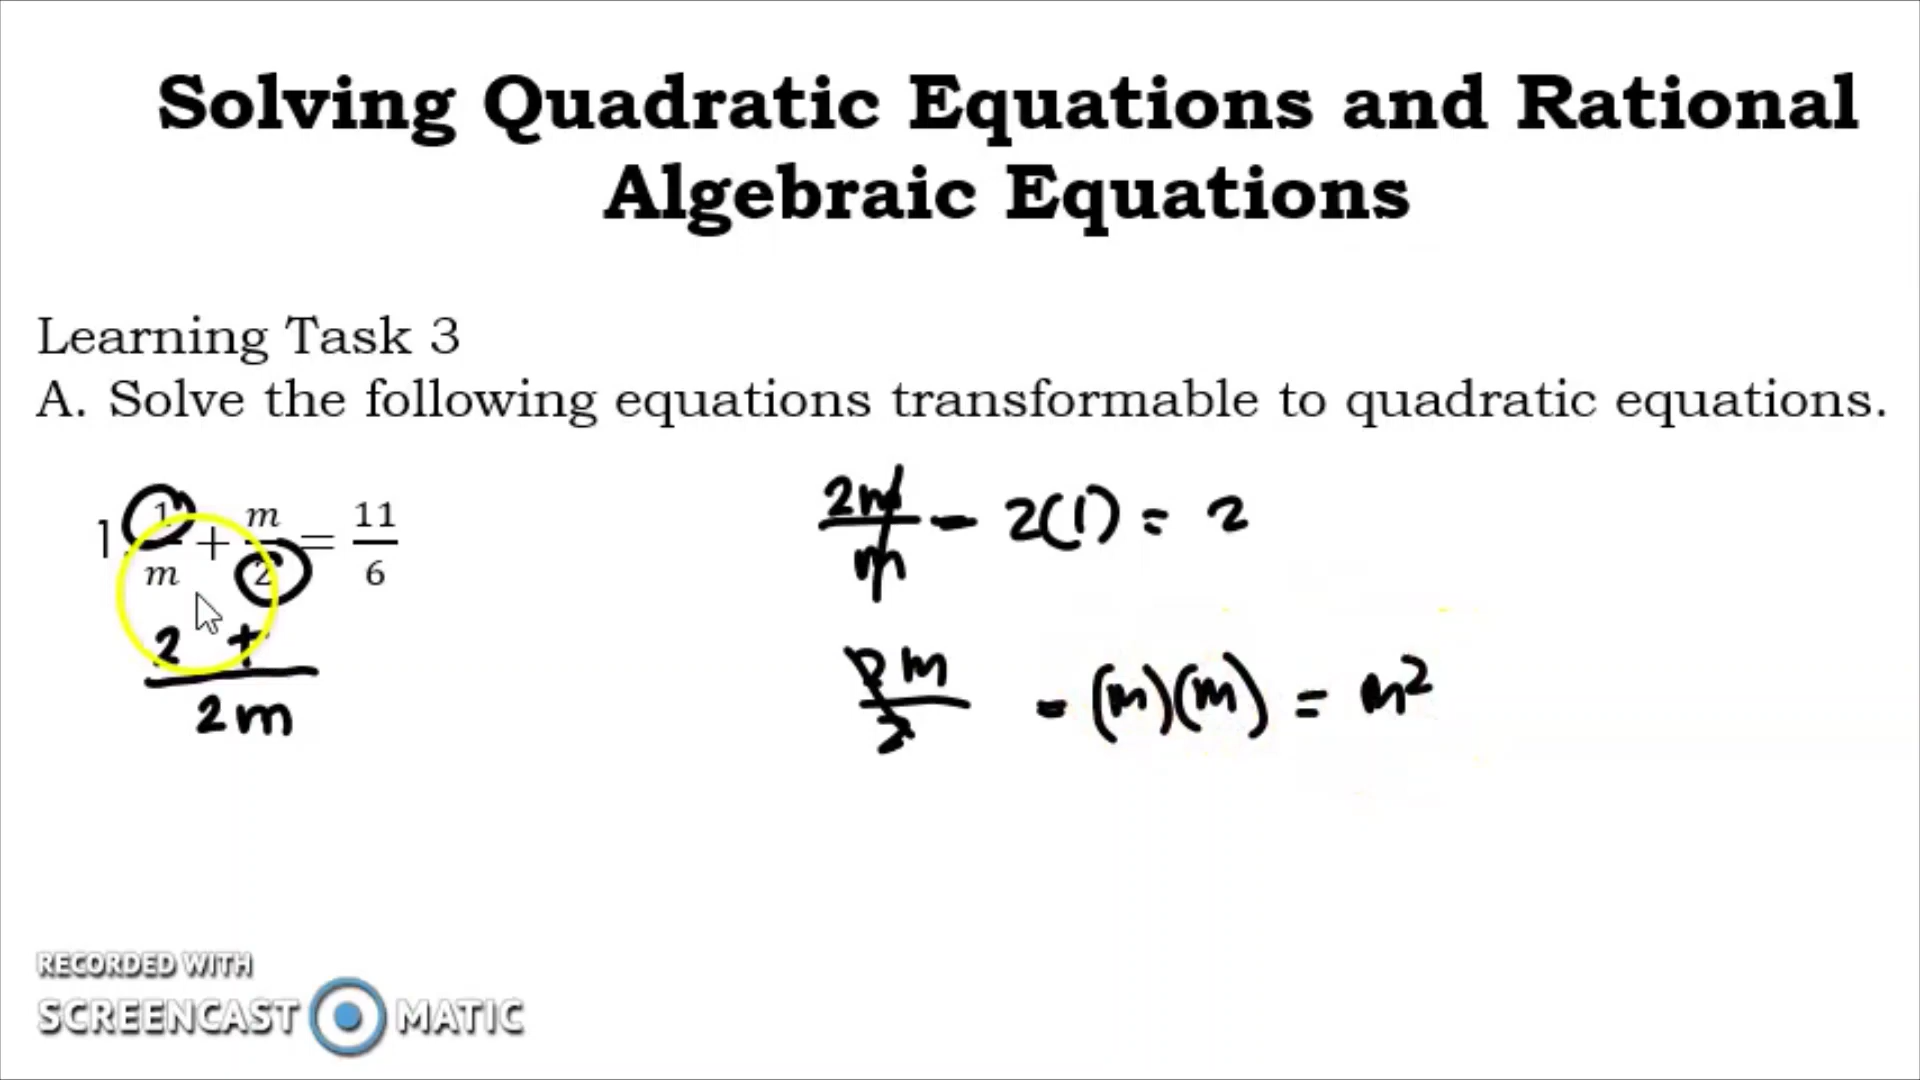 Solving Quadratic Equations and Rational
Algebraic Equations
Learning Task 3
A. Solve the following equations transformable to quadratic equations.
1. 1/m + m/2 = 11/6
2 +
2m
2m/m - 2(1) = 2
2m/2 - (m)(m) = m²
RECORDED WITH
SCREENCAST MATIC